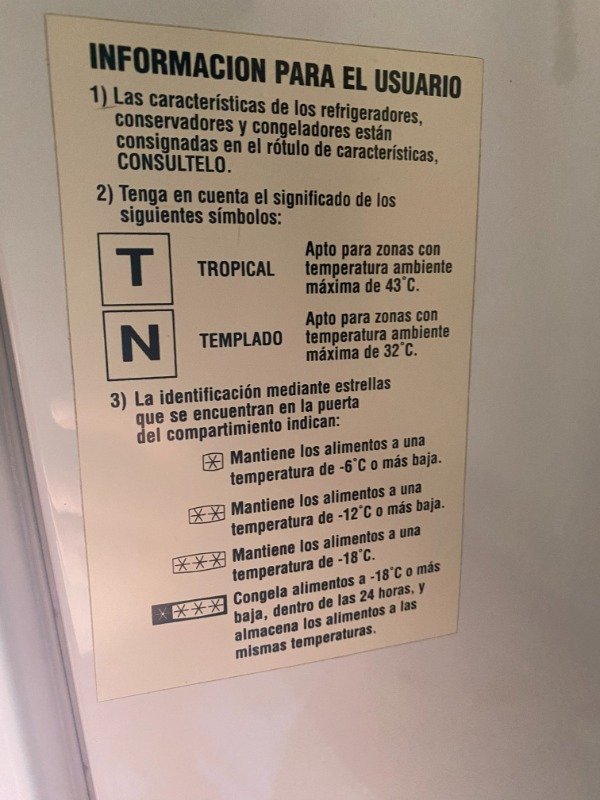 INFORMACION PARA EL USUARIO
1) Las características de los refrigeradores,
conservadores y congeladores están
consignadas en el rótulo de características,
CONSULTELO.
2) Tenga en cuenta el significado de los
siguientes símbolos:
T TROPICAL Apto para zonas con
temperatura ambiente
máxima de 43°C.
N TEMPLADO Apto para zonas con
temperatura ambiente
máxima de 32°C.
3) La identificación mediante estrellas
que se encuentran en la puerta
del compartimiento indican:
Mantiene los alimentos a una
temperatura de -6°C o más baja.
Mantiene los alimentos a una
temperatura de -12°C o más baja.
Mantiene los alimentos a una
temperatura de -18°C.
Congela alimentos a -18°C o más
baja, dentro de las 24 horas, y
almacena los alimentos a las
mismas temperaturas.